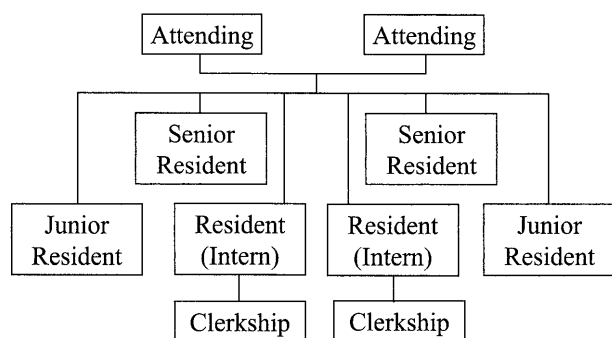 Attending
Attending
Senior
Resident
Senior
Resident
Junior
Resident
Resident
(Intern)
Resident
(Intern)
Junior
Resident
Clerkship
Clerkship